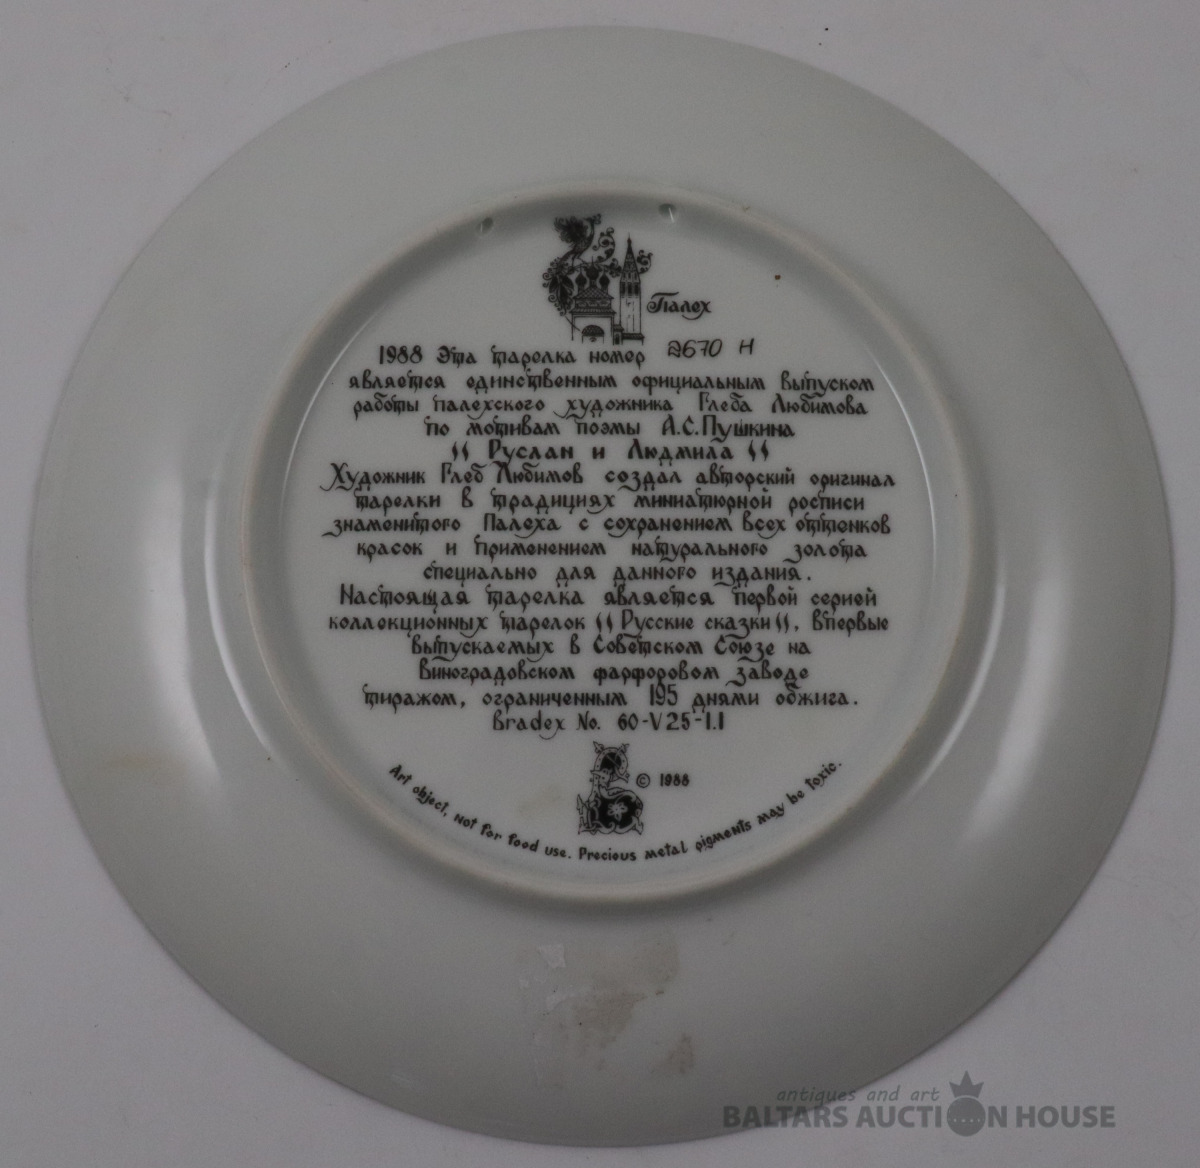 Палех
1988 Эта тарелка номер 2670 Н
является единственным официальным выпуском
работы палехского художника Глеба Любимова
по мотивам поэмы А.С.Пушкина
" Руслан и Людмила "
Художник Глеб Любимов создал авторский оригинал
тарелки в традициях миниатюрной росписи
знаменитого Палеха с сохранением всех оттенков
красок и применением натурального золота
специально для данного издания.
Настоящая тарелка является первой серией
коллекционных тарелок " Русские сказки ", впервые
выпускаемых в Советском Союзе на
Виноградовском фарфоровом заводе
тиражом, ограниченным 195 днями обжига.
Bradex No. 60-V25-1.1
© 1988
Art object, not for food use. Precious metal pigments may be toxic.
antiques and art
BALTARS AUCTION HOUSE